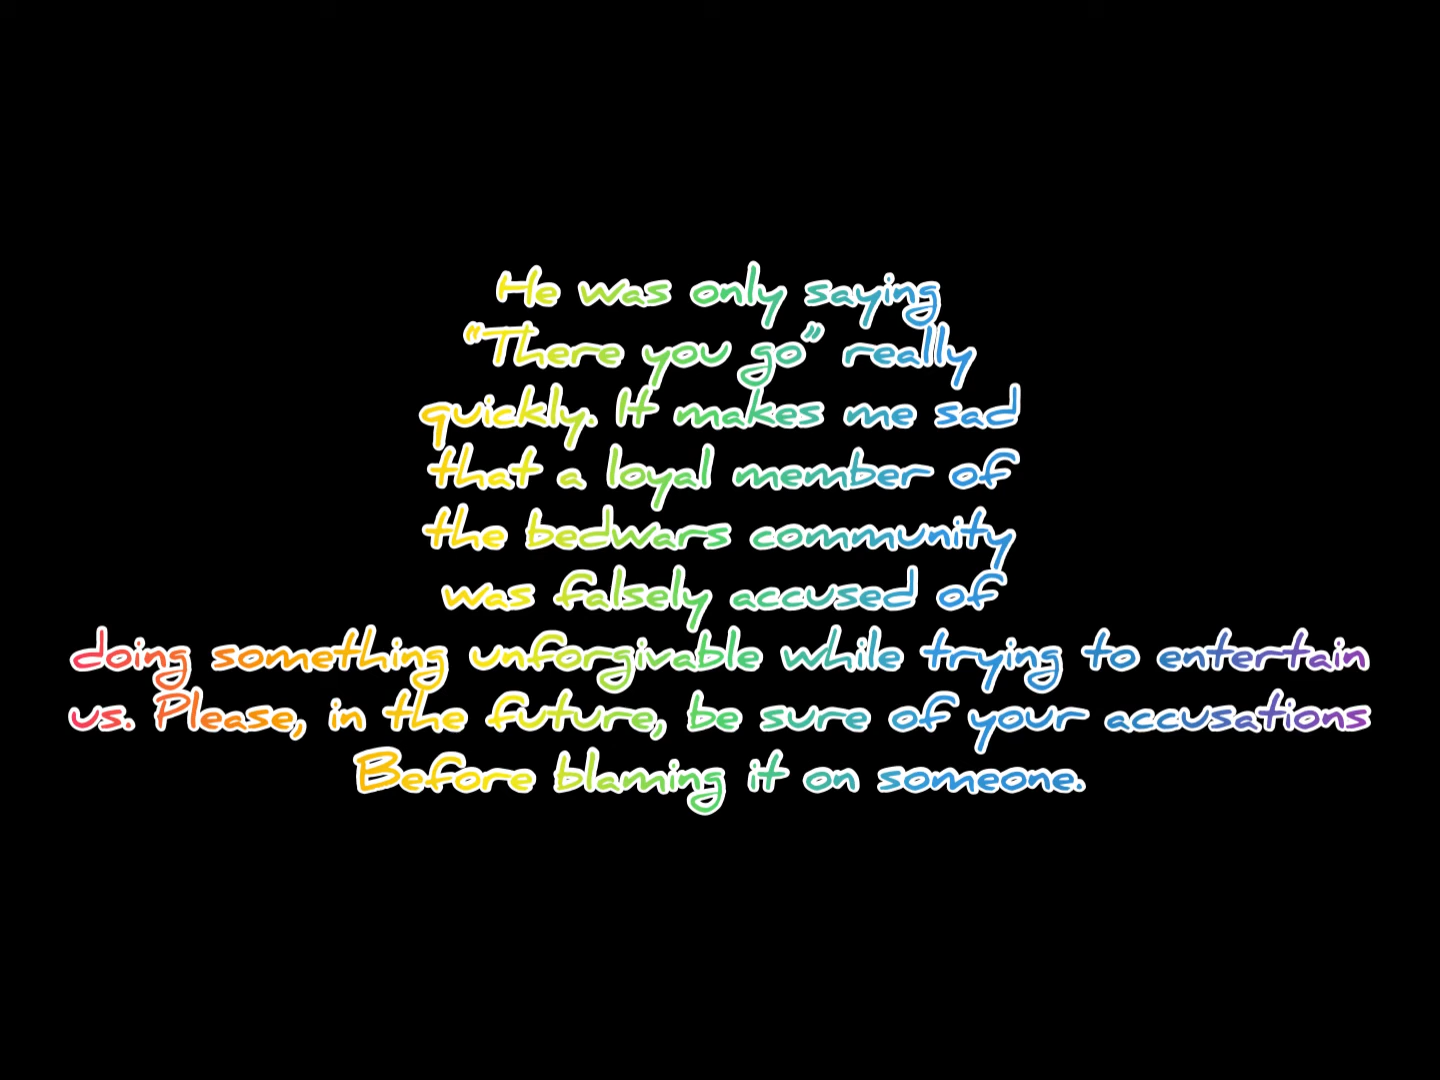 He was only saying
“There you go” really
quickly. It makes me sad
that a loyal member of
the bedwars community
was falsely accused of
doing something unforgivable while trying to entertain
us. Please, in the future, be sure of your accusations
Before blaming it on someone.